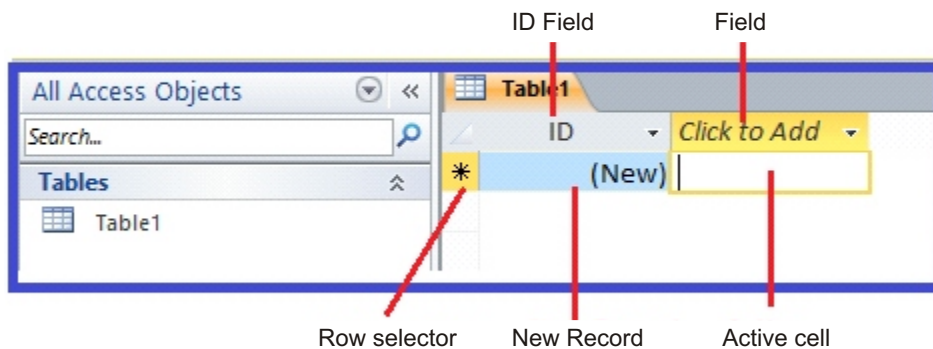 ID Field Field
All Access Objects « Table1
Search... ID Click to Add
Tables * (New)
Table1
Row selector New Record Active cell